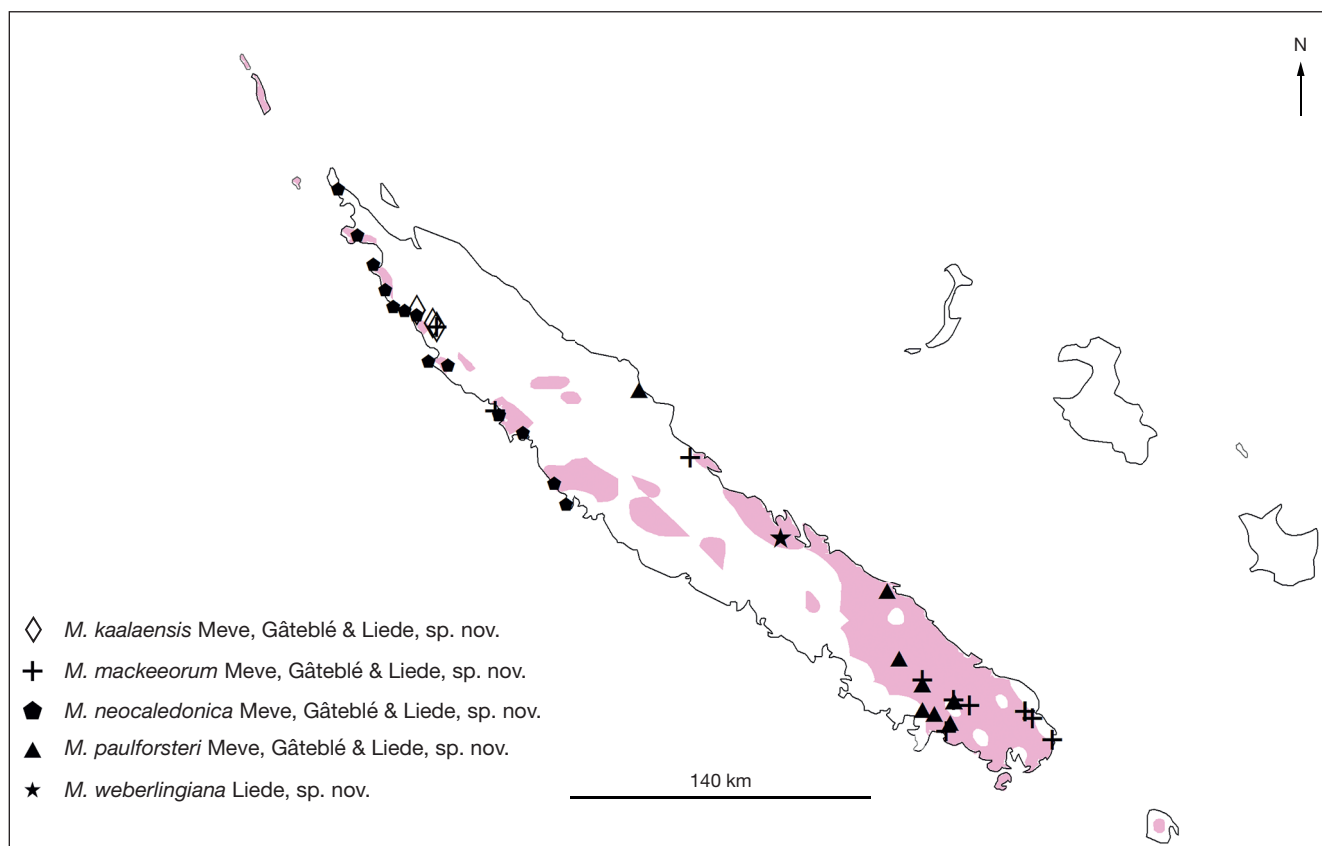 N
M. kaalaensis Meve, Gâteblé & Liede, sp. nov.
M. mackeeorum Meve, Gâteblé & Liede, sp. nov.
M. neocaledonica Meve, Gâteblé & Liede, sp. nov.
M. paulforsteri Meve, Gâteblé & Liede, sp. nov.
M. weberlingiana Liede, sp. nov.
140 km